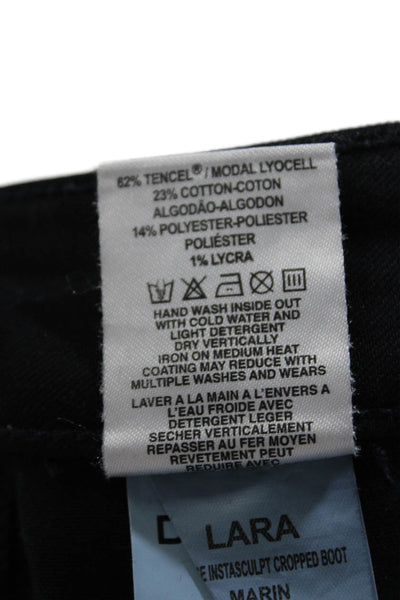 62% TENCEL® / MODAL LYOCELL
23% COTTON-COTON
ALGODÃO-ALGODON
14% POLYESTER-POLIESTER
POLIÉSTER
1% LYCRA
HAND WASH INSIDE OUT
WITH COLD WATER AND
LIGHT DETERGENT
DRY VERTICALLY
IRON ON MEDIUM HEAT
COATING MAY REDUCE WITH
MULTIPLE WASHES AND WEARS
LAVER A LA MAIN A L'ENVERS A
L'EAU FROIDE AVEC
DETERGENT LEGER
SECHER VERTICALEMENT
REPASSER AU FER MOYEN
REVETEMENT PEUT
REDUIRE AVEC
D LARA
E INSTASCULPT CROPPED BOOT
MARIN